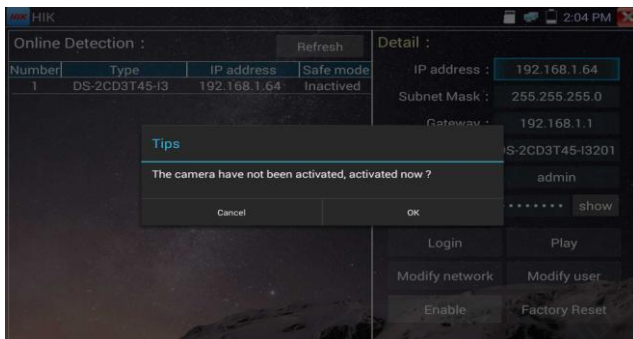 HIK HIK
2:04 PM
Online Detection :
Refresh
Number Type IP address Safe mode
1 DS-2CD3T45-I3 192.168.1.64 Inactived
Detail :
IP address : 192.168.1.64
Subnet Mask : 255.255.255.0
Gateway : 192.168.1.1
S-2CD3T45-I3201
admin
•••••••• show
Tips
The camera have not been activated, activated now ?
Cancel OK
Login Play
Modify network Modify user
Enable Factory Reset